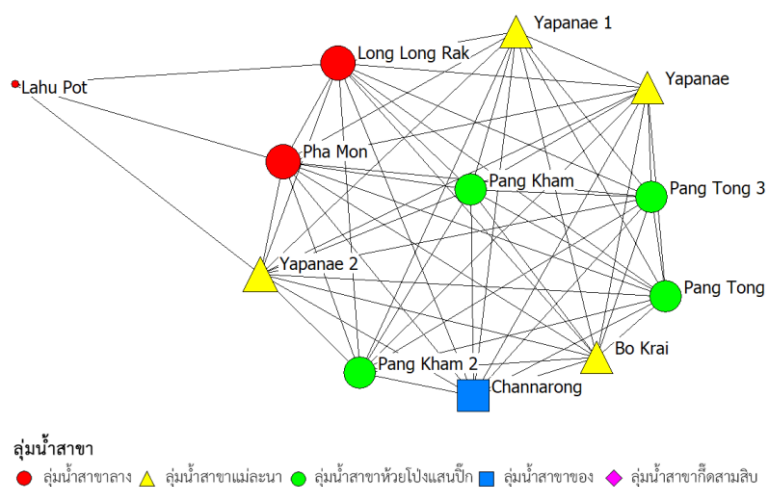 Yapanae 1
Long Long Rak
Yapanae
Lahu Pot
Pha Mon
Pang Kham
Pang Tong 3
Yapanae 2
Pang Tong
Bo Krai
Pang Kham 2
Channarong
ลุ่มน้ำสาขา
ลุ่มน้ำสาขาลาง ลุ่มน้ำสาขาแม่ละนา ลุ่มน้ำสาขาห้วยโป่งแสนปิ๊ก ลุ่มน้ำสาขาของ ลุ่มน้ำสาขากึ๊ดสามสิบ